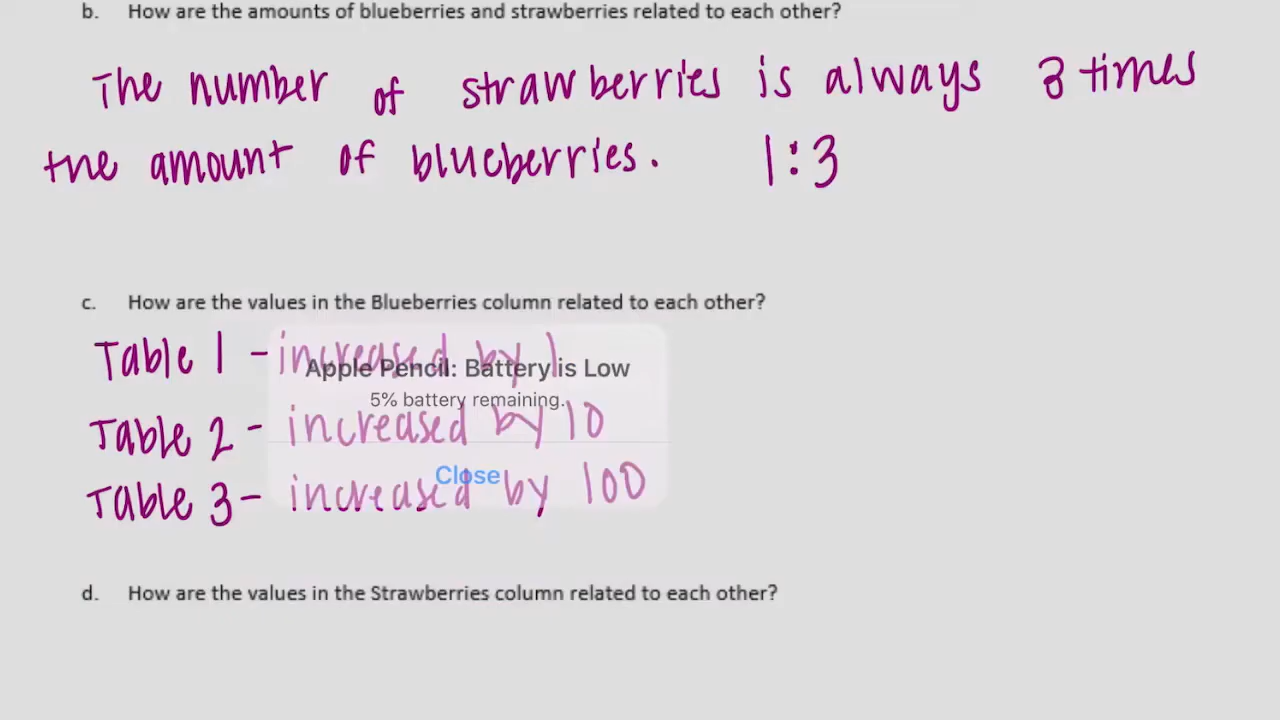 b. How are the amounts of blueberries and strawberries related to each other?
The number of strawberries is always 3 times
the amount of blueberries. 1:3
c. How are the values in the Blueberries column related to each other?
Table 1 - increased by 1
Apple Pencil: Battery is Low
5% battery remaining.
Table 2 - increased by 10
Close
Table 3 - increased by 100
d. How are the values in the Strawberries column related to each other?